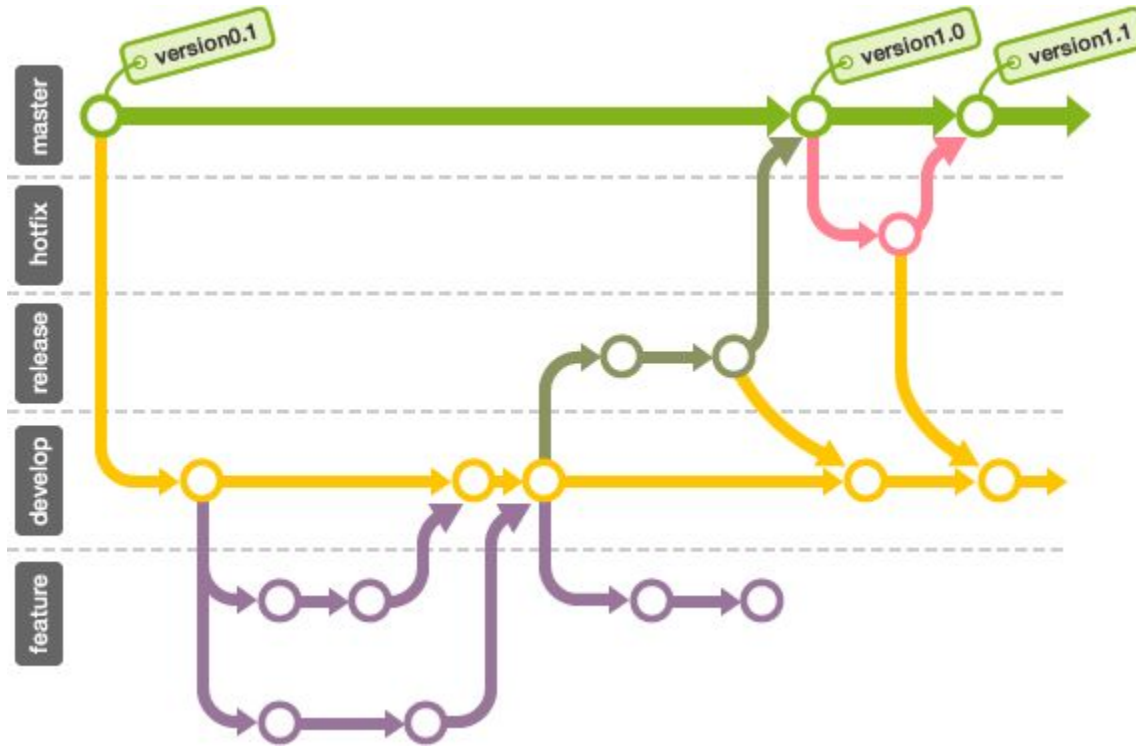 version0.1
version1.0
version1.1
master
hotfix
release
develop
feature